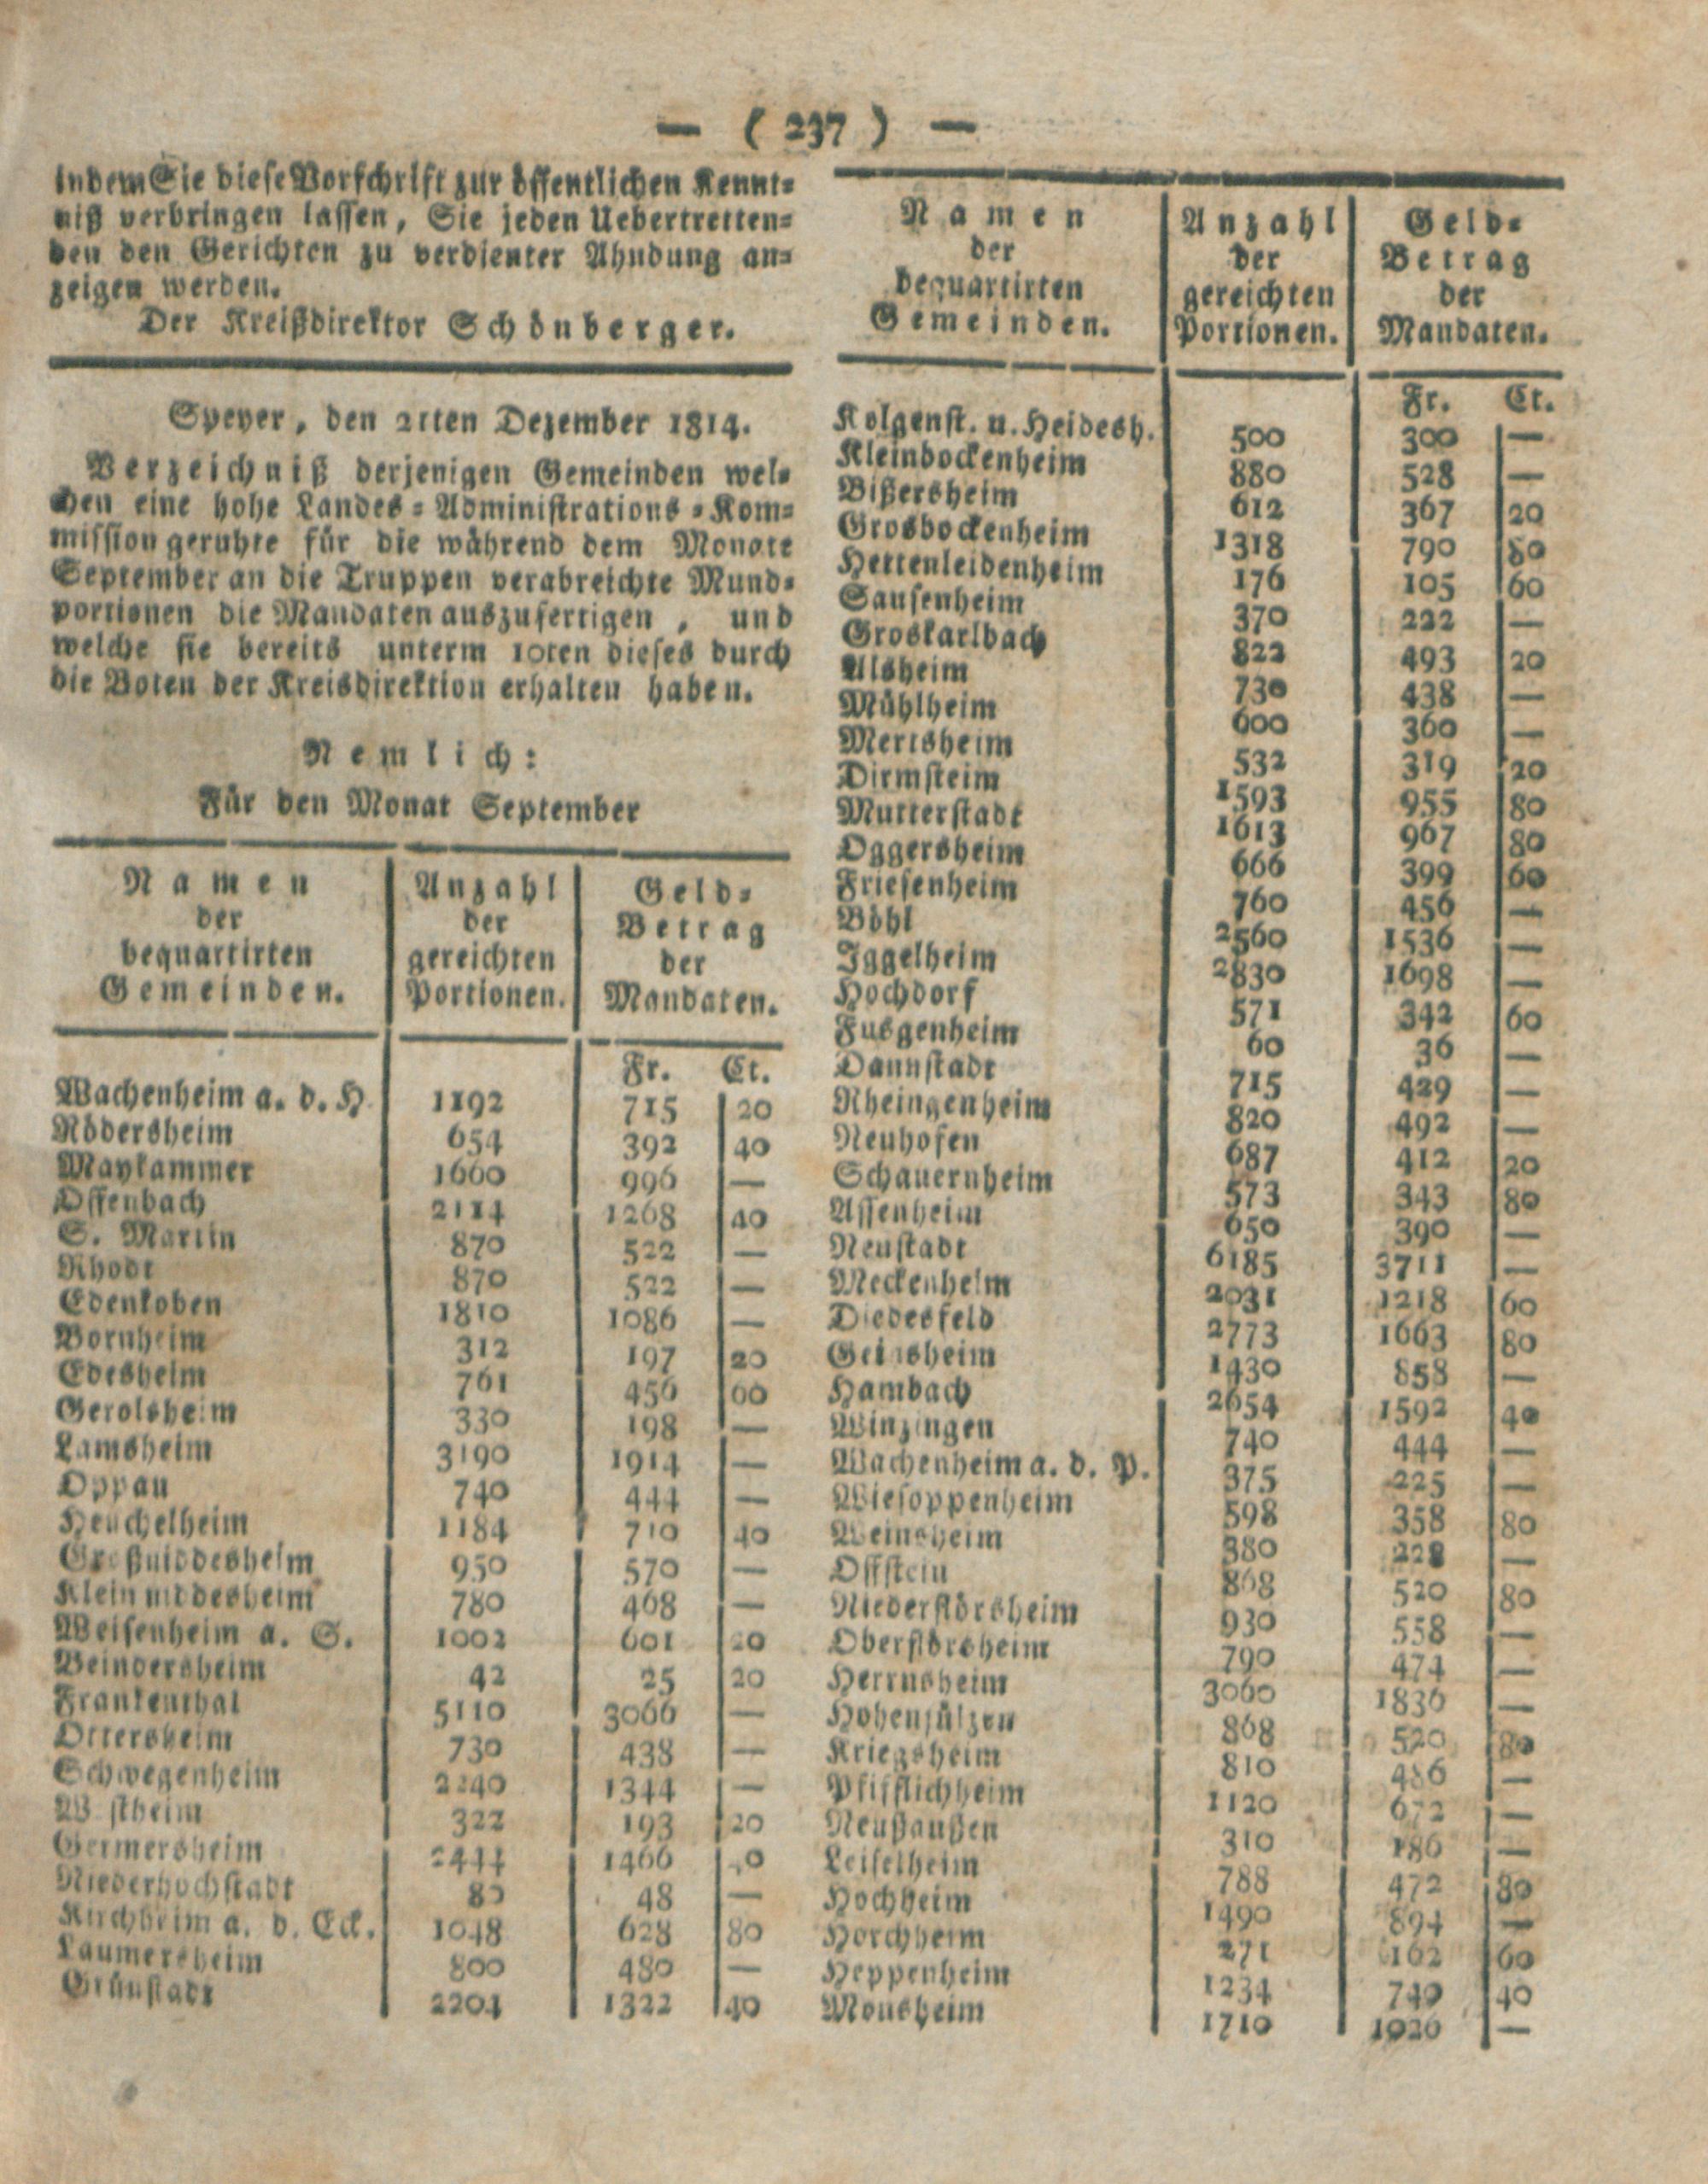 — ( 237 ) —
indem Sie diese Vorschrift zur öffentlichen Kennt=
niß verbringen lassen, Sie jeden Uebertretten=
den den Gerichten zu verdienter Ahndung an=
zeigen werden.
Der Kreißdirektor Schönberger.
Speyer, den 21ten Dezember 1814.
Verzeichniß derjenigen Gemeinden wel=
chen eine hohe Landes=Administrations=Kom=
mission geruhte für die während dem Monate
September an die Truppen verabreichte Mund=
portionen die Mandaten auszufertigen, und
welche sie bereits unterm 10ten dieses durch
die Boten der Kreisdirektion erhalten haben.
Nemlich:
Für den Monat September
Namen der bequartirten Gemeinden. Anzahl der gereichten Portionen. Geld=Betrag der Mandaten.
Fr. Ct.
Wachenheim a. d. H 1192 715 20
Rödersheim 654 392 40
Maykammer 1660 996 —
Offenbach 2114 1268 40
S. Martin 870 522 —
Rhodt 870 522 —
Edenkoben 1810 1086 —
Bornheim 312 197 20
Edesheim 761 456 60
Gerolsheim 330 198 —
Lamsheim 3190 1914 —
Oppau 740 444 —
Heuchelheim 1184 710 40
Großniddesheim 950 570 —
Kleinniddesheim 780 468 —
Weisenheim a. S. 1002 601 20
Beindersheim 42 25 20
Frankenthal 5110 3066 —
Ottersheim 730 438 —
Schwegenheim 2240 1344 —
W stheim 322 193 20
Germersheim 2444 1466 40
Niederhochstadt 80 48 —
Kirchheim a. d. Eck. 1048 628 80
Laumersheim 800 480 —
Grünstadt 2204 1322 40
Namen der bequartirten Gemeinden. Anzahl der gereichten Portionen. Geld=Betrag der Mandaten.
Fr. Ct.
Kolgenst. u. Heidesh. 500 300 —
Kleinbockenheim 880 528 —
Bißersheim 612 367 20
Grosbockenheim 1318 790 80
Hettenleidenheim 176 105 60
Sausenheim 370 222 —
Groskarlbach 822 493 20
Alsheim 730 438 —
Mühlheim 600 360 —
Mertsheim 532 319 20
Dirmsteim 1593 955 80
Mutterstadt 1613 967 80
Oggersheim 666 399 60
Friesenheim 760 456 —
Böhl 2560 1536 —
Iggelheim 2830 1698 —
Hochdorf 571 342 60
Fusgenheim 60 36 —
Dannstadt 715 429 —
Rheingenheim 820 492 —
Neuhofen 687 412 20
Schauernheim 573 343 80
Assenheim 650 390 —
Neustadt 6185 3711 —
Meckenheim 2031 1218 60
Diedesfeld 2773 1663 80
Geinsheim 1430 858 —
Hambach 2654 1592 40
Winzingen 740 444 —
Wachenheim a. d. P. 375 225 —
Wiesoppenheim 598 358 80
Weinsheim 380 228 —
Offstein 868 520 80
Niederflörsheim 930 558 —
Oberflörsheim 790 474 —
Herrnsheim 3060 1836 —
Hohensülzen 868 520 80
Kriegsheim 810 486 —
Pfifflichheim 1120 672 —
Neuhausen 310 186 —
Leiselheim 788 472 80
Hochheim 1490 894 —
Horchheim 271 162 60
Heppenheim 1234 740 40
Monsheim 1710 1026 —